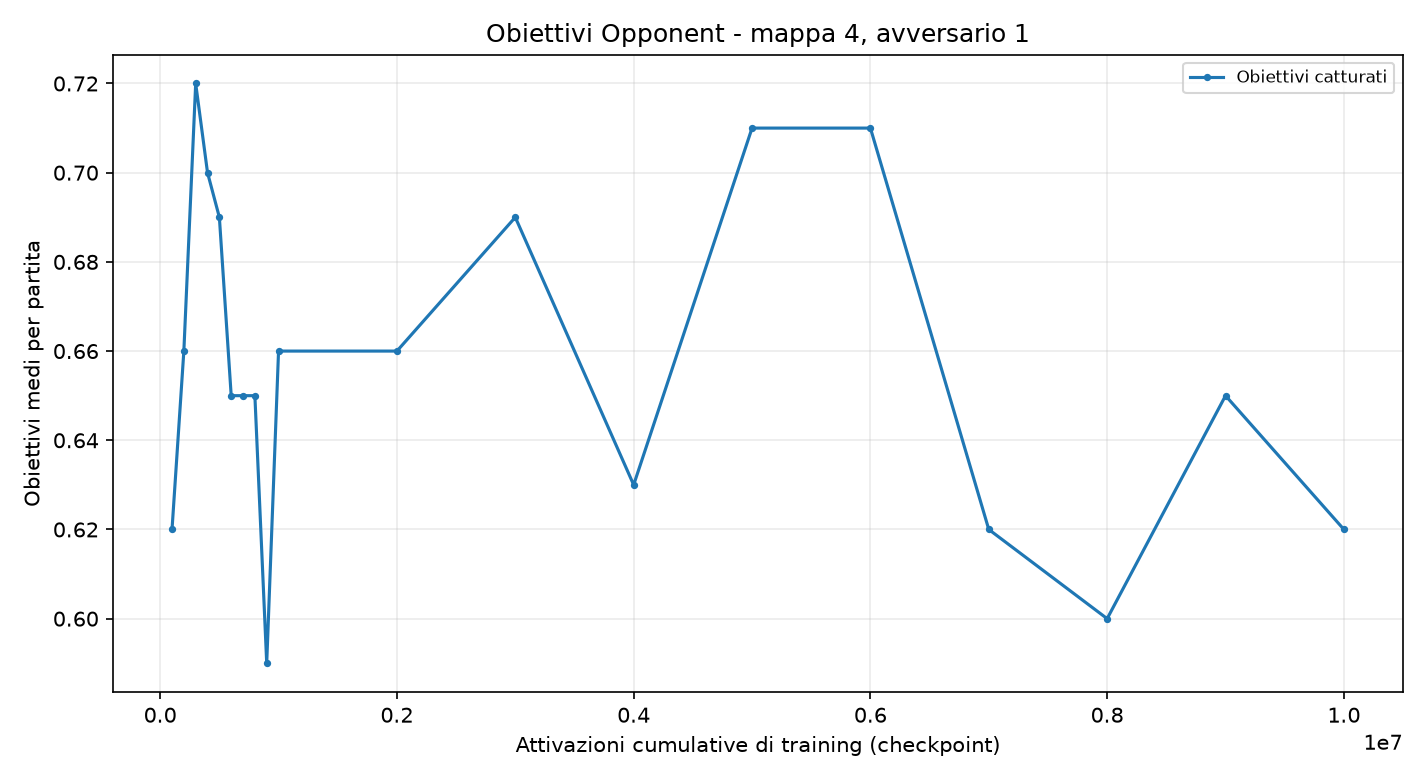 Obiettivi Opponent - mappa 4, avversario 1
Obiettivi catturati
Obiettivi medi per partita
0.72
0.70
0.68
0.66
0.64
0.62
0.60
0.0 0.2 0.4 0.6 0.8 1.0
1e7
Attivazioni cumulative di training (checkpoint)